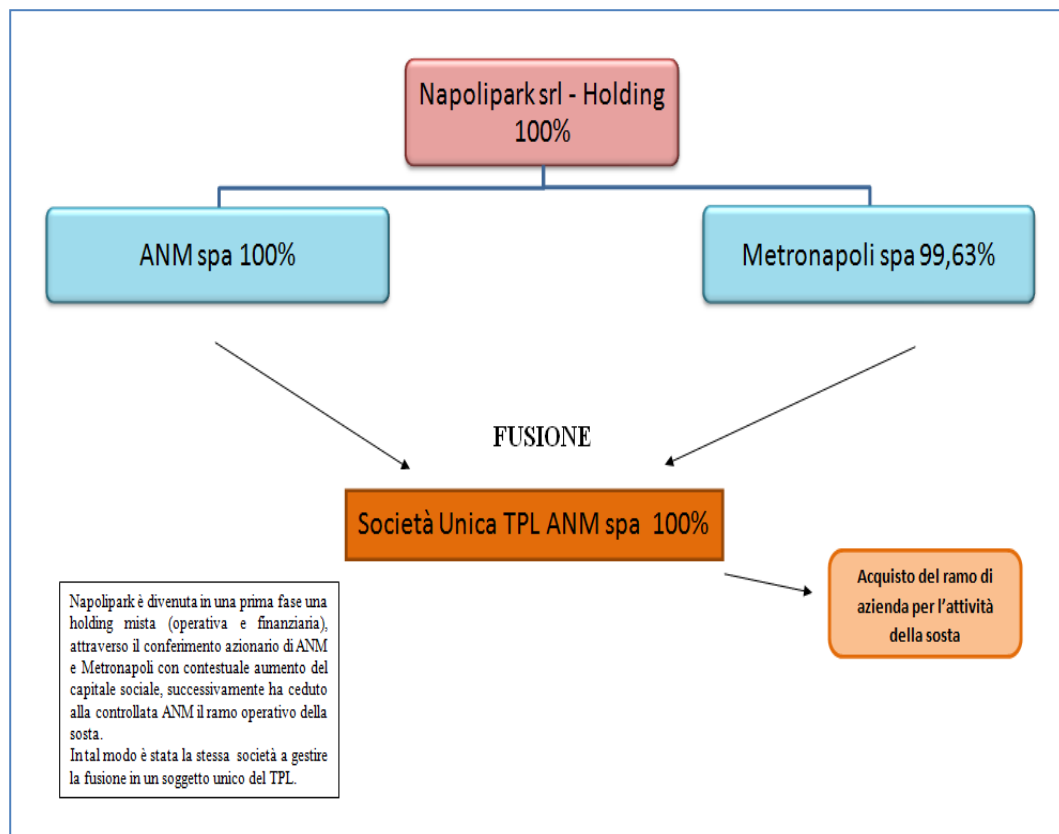 Napolipark srl - Holding
100%
ANM spa 100%
Metronapoli spa 99,63%
FUSIONE
Società Unica TPL ANM spa 100%
Acquisto del ramo di
azienda per l'attività
della sosta
Napolipark è divenuta in una prima fase una
holding mista (operativa e finanziaria),
attraverso il conferimento azionario di ANM
e Metronapoli con contestuale aumento del
capitale sociale, successivamente ha ceduto
alla controllata ANM il ramo operativo della
sosta.
In tal modo è stata la stessa società a gestire
la fusione in un soggetto unico del TPL.